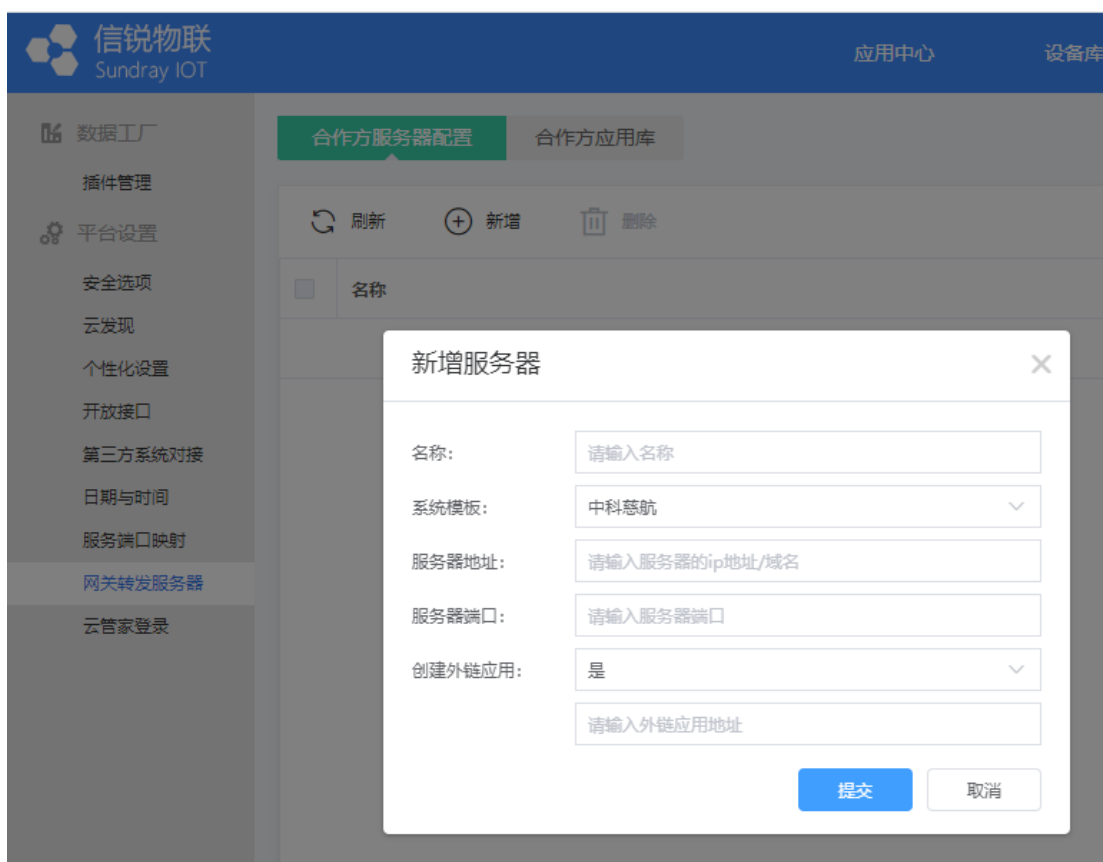 信锐物联
Sundray IOT
应用中心
设备库
数据工厂
插件管理
平台设置
安全选项
云发现
个性化设置
开放接口
第三方系统对接
日期与时间
服务端口映射
网关转发服务器
云管家登录
合作方服务器配置
合作方应用库
刷新
新增
删除
名称
新增服务器
名称:
请输入名称
系统模板:
中科慈航
服务器地址:
请输入服务器的ip地址/域名
服务器端口:
请输入服务器端口
创建外链应用:
是
请输入外链应用地址
提交
取消